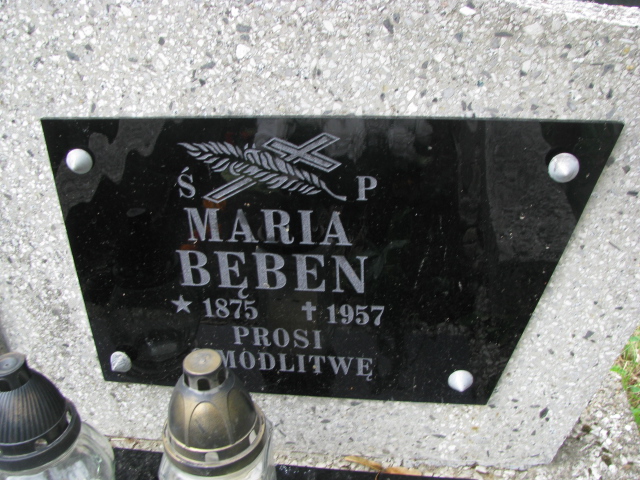 Ś P
MARIA
BĘBEN
★ 1875 ✝ 1957
PROSI
MODLITWĘ